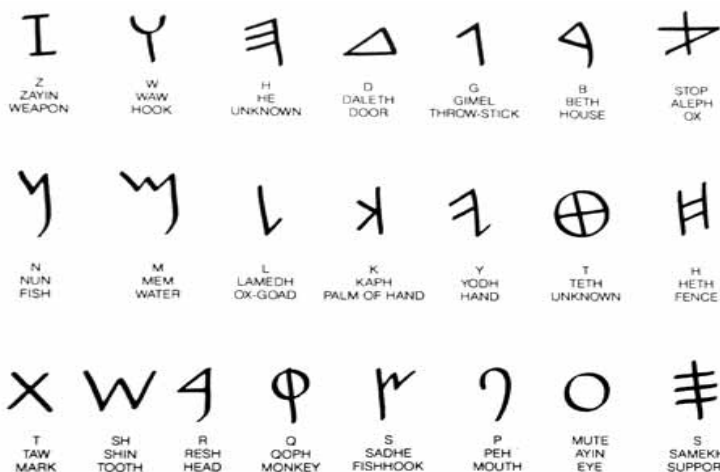 𐤀 𐤁 𐤂 𐤃 𐤄 𐤅 𐤆
Z W H D G B STOP
ZAYIN WAW HE DALETH GIMEL BETH ALEPH
WEAPON HOOK UNKNOWN DOOR THROW-STICK HOUSE OX
𐤇 𐤈 𐤉 𐤊 𐤋 𐤌 𐤍
N M L K Y T H
NUN MEM LAMEDH KAPH YODH TETH HETH
FISH WATER OX-GOAD PALM OF HAND HAND UNKNOWN FENCE
𐤎 𐤏 𐤐 𐤑 𐤒 𐤓 𐤔 𐤕
T SH R Q S P MUTE S
TAW SHIN RESH QOPH SADHE PEH AYIN SAMEKH
MARK TOOTH HEAD MONKEY FISHHOOK MOUTH EYE SUPPORT